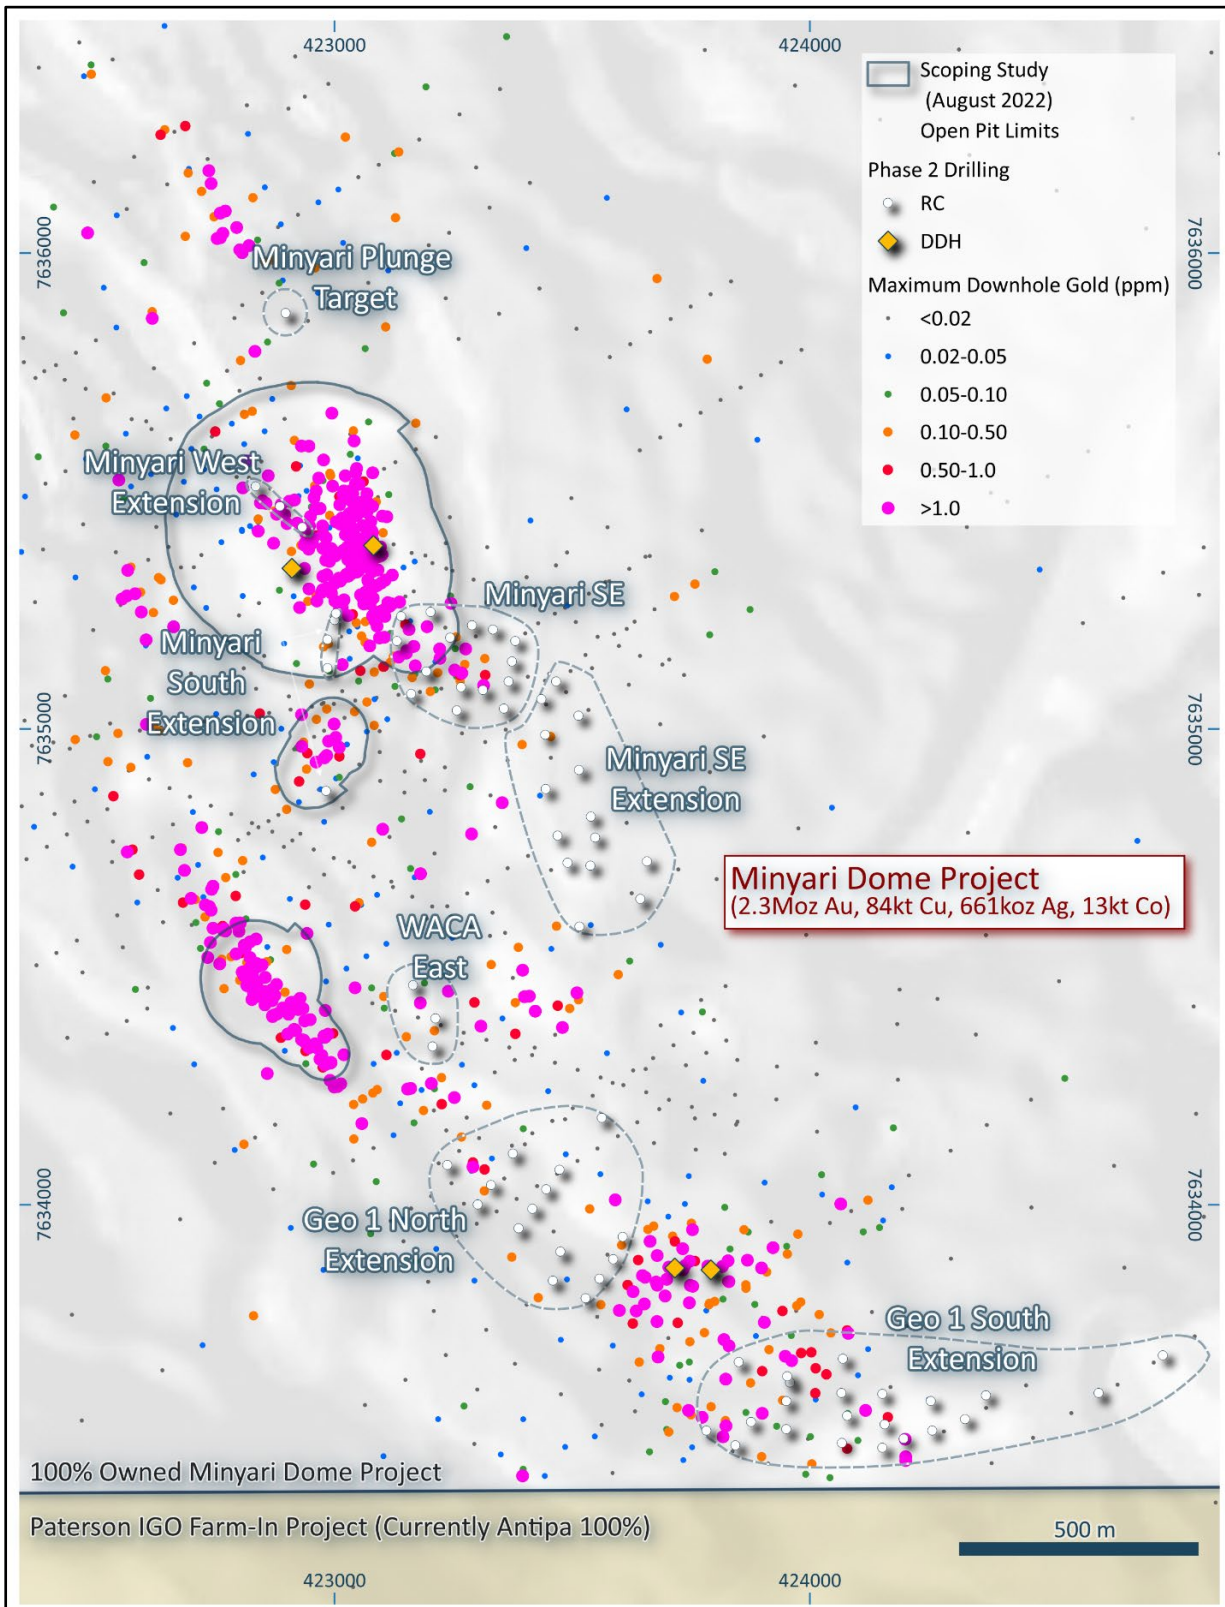 423000
424000
Scoping Study
(August 2022)
Open Pit Limits
Phase 2 Drilling
RC
DDH
Maximum Downhole Gold (ppm)
<0.02
0.02-0.05
0.05-0.10
0.10-0.50
0.50-1.0
>1.0
7636000
7636000
Minyari Plunge
Target
Minyari West
Extension
Minyari SE
Minyari
South
Extension
7635000
7635000
Minyari SE
Extension
Minyari Dome Project
(2.3Moz Au, 84kt Cu, 661koz Ag, 13kt Co)
WACA
East
7634000
7634000
Geo 1 North
Extension
Geo 1 South
Extension
100% Owned Minyari Dome Project
Paterson IGO Farm-In Project (Currently Antipa 100%)
500 m
423000
424000